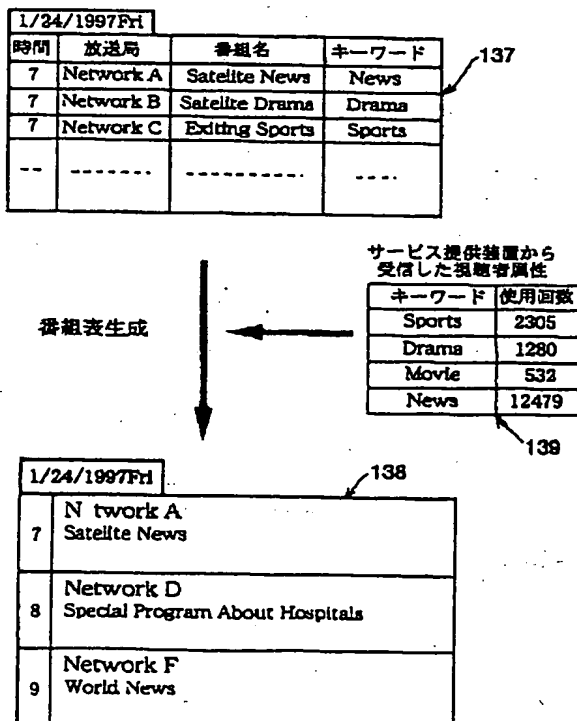 1/24/1997Fri
時間 放送局 番組名 キーワード
137
7 Network A Satelite News News
7 Network B Satelite Drama Drama
7 Network C Exiting Sports Sports
-- ------- ---------- ----
サービス提供装置から
受信した視聴者属性
番組表生成
キーワード 使用回数
Sports 2305
Drama 1280
Movie 532
News 12479
139
1/24/1997Fri
138
7 N twork A
Satelite News
8 Network D
Special Program About Hospitals
9 Network F
World News